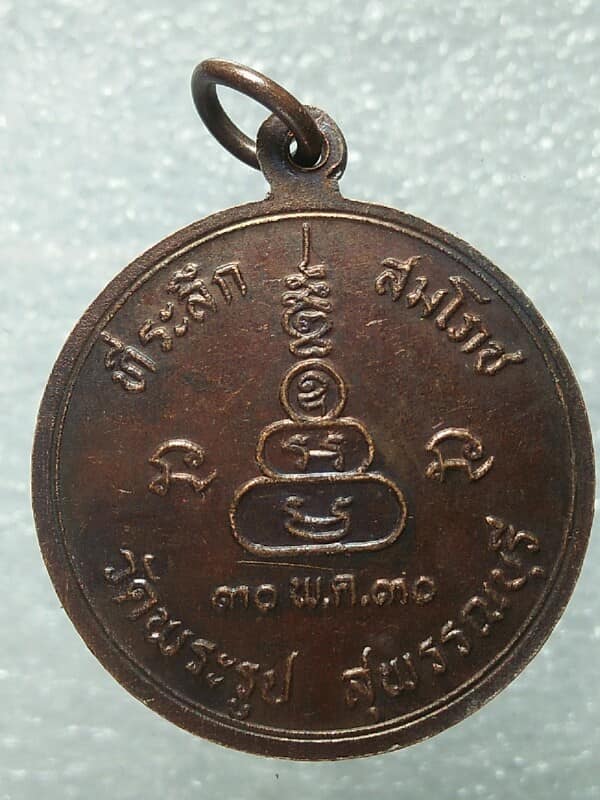 ที่ระลึก สมโภช
๓๐ พ.ค.๓๐
วัดพระรูป สุพรรณบุรี